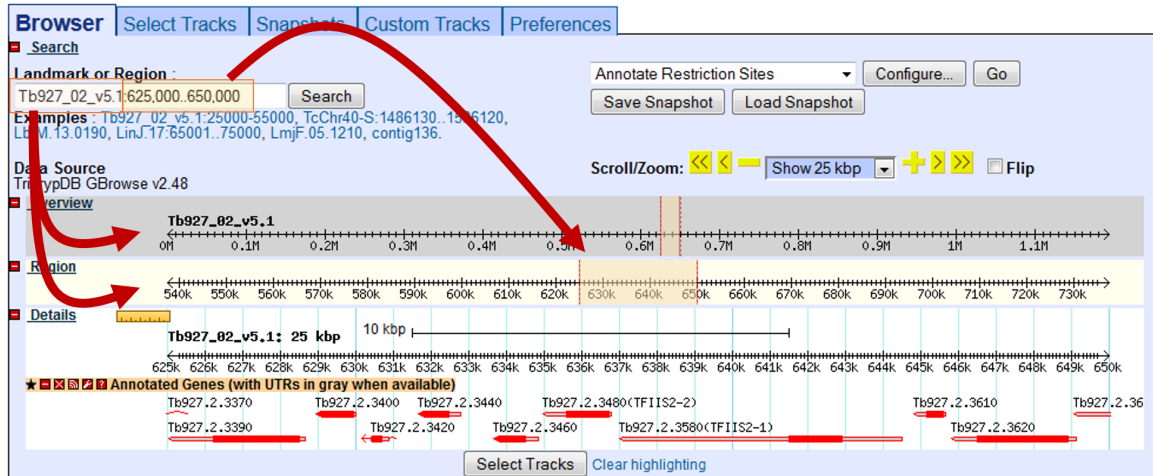 Browser Select Tracks Snapshots Custom Tracks Preferences
Search
Landmark or Region :
Tb927_02_v5.1:625,000..650,000 Search
Annotate Restriction Sites Configure... Go
Save Snapshot Load Snapshot
Examples : Tb927_02_v5.1:25000-55000, TcChr40-S:1486130..1566120,
LbrM.13.0190, LinJ.17:65001..75000, LmjF.05.1210, contig136.
Data Source
TriTrypDB GBrowse v2.48
Scroll/Zoom: << < Show 25 kbp > >> Flip
Overview
Tb927_02_v5.1
0M 0.1M 0.2M 0.3M 0.4M 0.5M 0.6M 0.7M 0.8M 0.9M 1M 1.1M
Region
540k 550k 560k 570k 580k 590k 600k 610k 620k 630k 640k 650k 660k 670k 680k 690k 700k 710k 720k 730k
Details
Tb927_02_v5.1: 25 kbp 10 kbp
625k 626k 627k 628k 629k 630k 631k 632k 633k 634k 635k 636k 637k 638k 639k 640k 641k 642k 643k 644k 645k 646k 647k 648k 649k 650k
Annotated Genes (with UTRs in gray when available)
Tb927.2.3370 Tb927.2.3400 Tb927.2.3440 Tb927.2.3480(TFIIS2-2) Tb927.2.3610 Tb927.2.36
Tb927.2.3390 Tb927.2.3420 Tb927.2.3460 Tb927.2.3580(TFIIS2-1) Tb927.2.3620
Select Tracks Clear highlighting